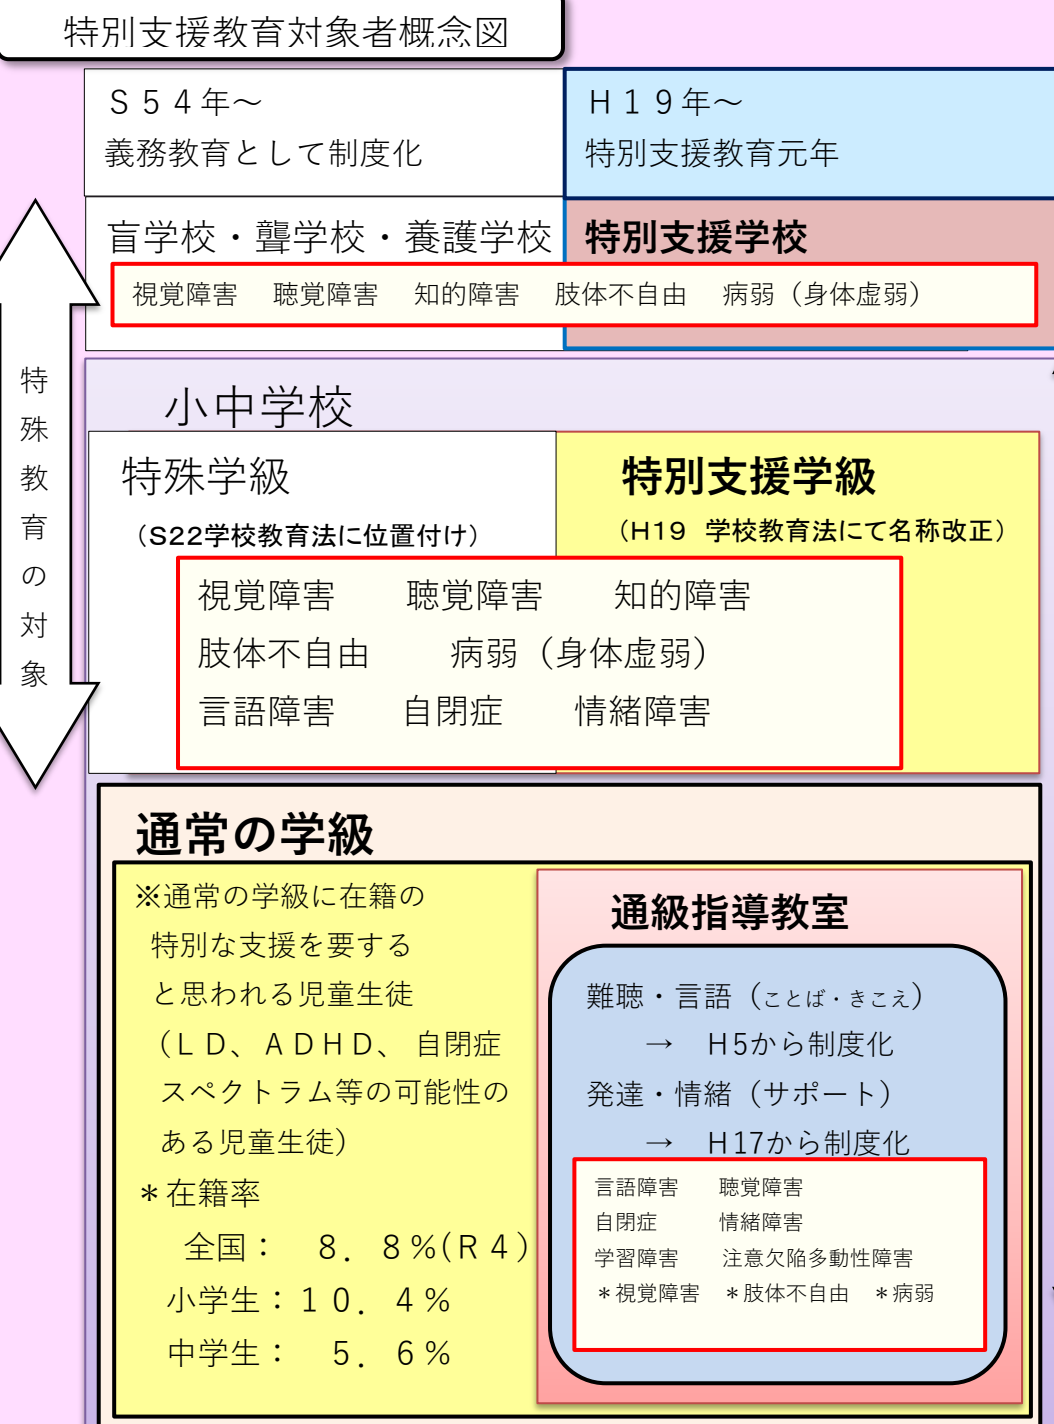 特別支援教育対象者概念図
Ｓ５４年～
義務教育として制度化
Ｈ１９年～
特別支援教育元年
盲学校・聾学校・養護学校
特別支援学校
視覚障害　聴覚障害　知的障害　肢体不自由　病弱（身体虚弱）
特殊教育の対象
小中学校
特殊学級
（S22学校教育法に位置付け）
特別支援学級
（H19　学校教育法にて名称改正）
視覚障害　聴覚障害　知的障害
肢体不自由　病弱（身体虚弱）
言語障害　自閉症　情緒障害
通常の学級
※通常の学級に在籍の
特別な支援を要する
と思われる児童生徒
（ＬＤ、ＡＤＨＤ、自閉症
スペクトラム等の可能性の
ある児童生徒）
＊在籍率
全国：　８．８％(Ｒ４)
小学生：１０．４％
中学生：　５．６％
通級指導教室
難聴・言語（ことば・きこえ）
→　H5から制度化
発達・情緒（サポート）
→　H17から制度化
言語障害　聴覚障害
自閉症　情緒障害
学習障害　注意欠陥多動性障害
＊視覚障害　＊肢体不自由　＊病弱